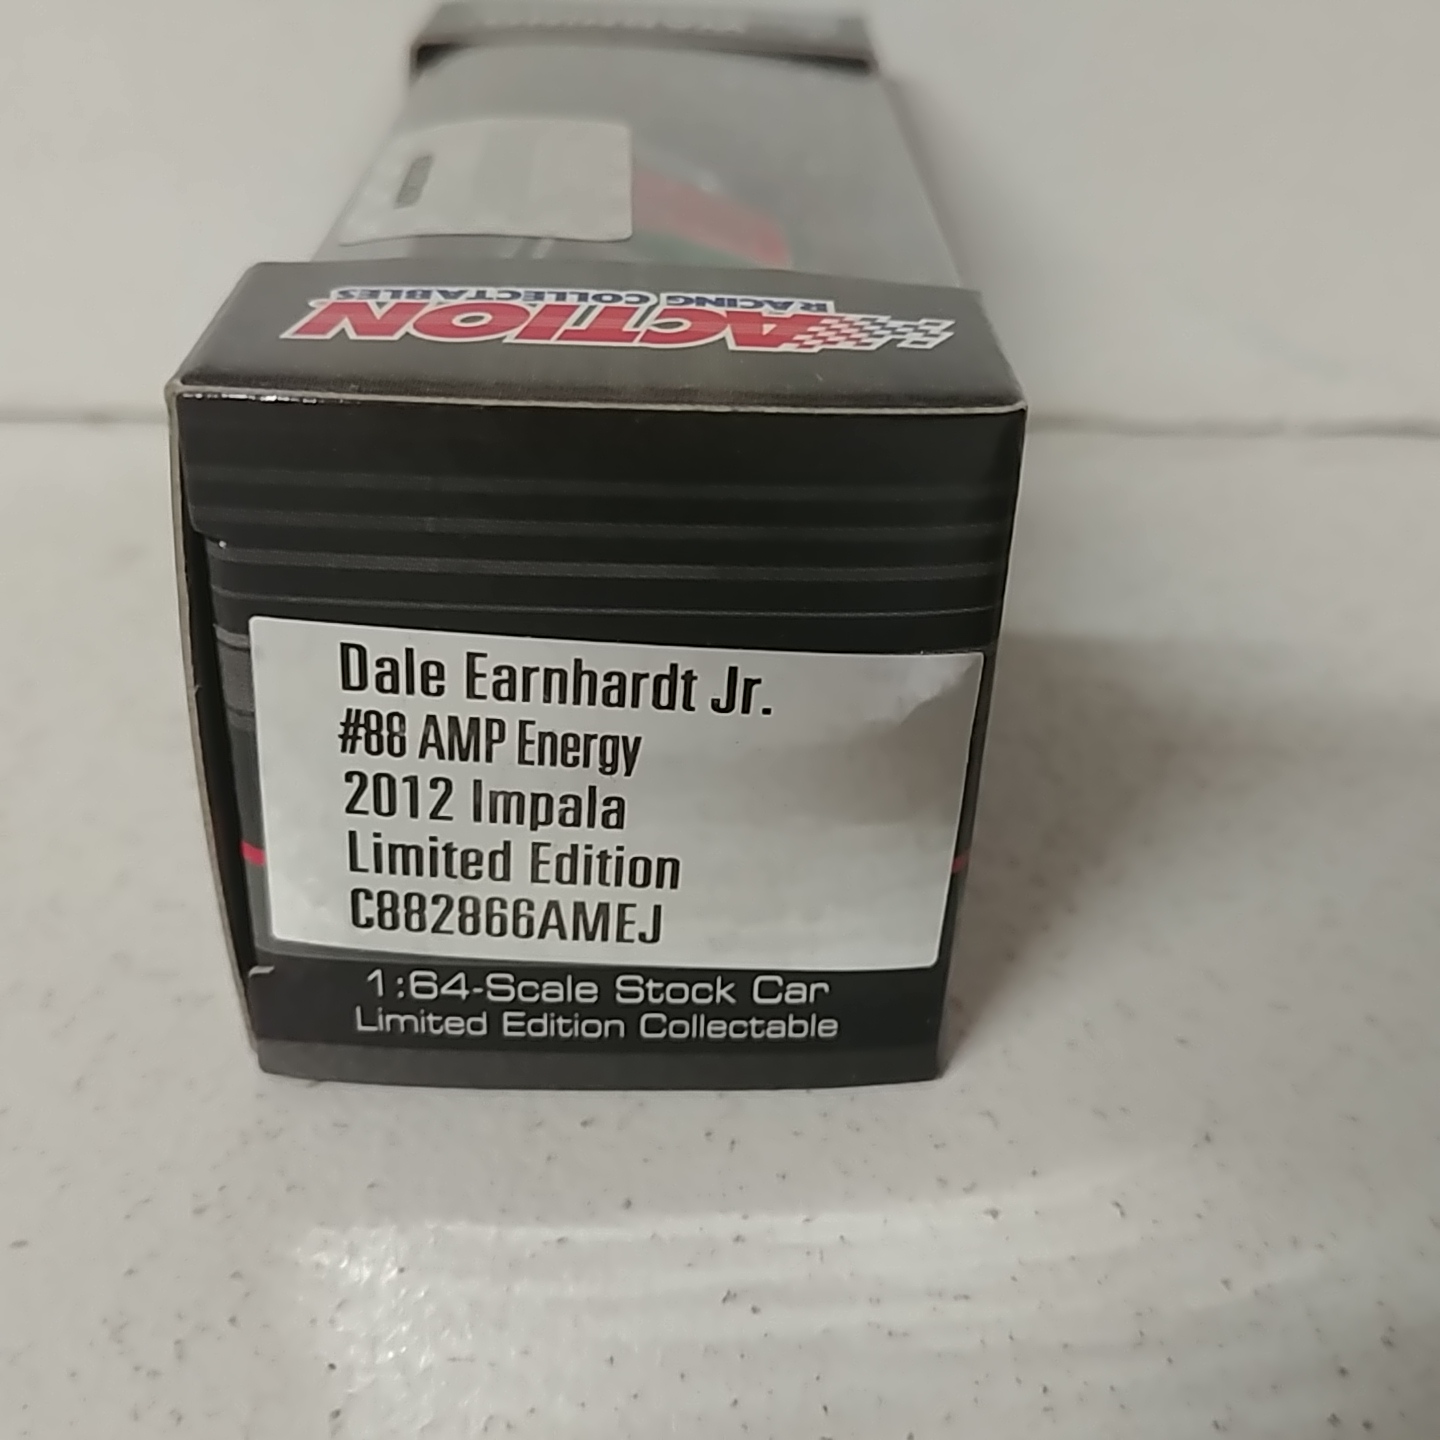 ACTION
RACING COLLECTABLES
Dale Earnhardt Jr.
#88 AMP Energy
2012 Impala
Limited Edition
C882866AMEJ
1:64-Scale Stock Car
Limited Edition Collectable